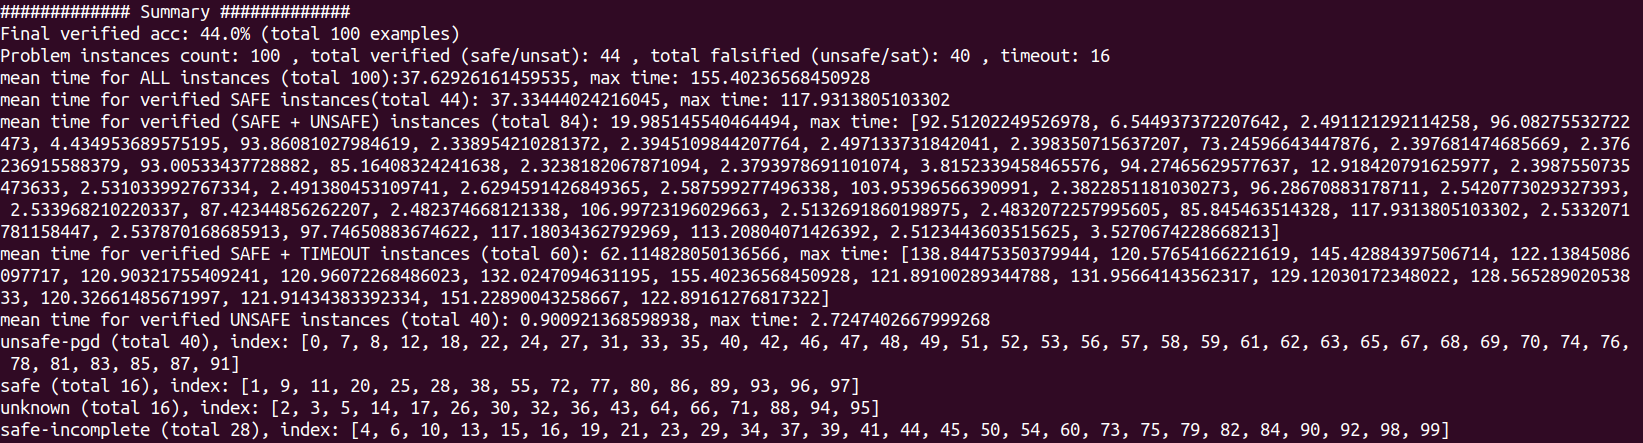 ############# Summary #############
Final verified acc: 44.0% (total 100 examples)
Problem instances count: 100 , total verified (safe/unsat): 44 , total falsified (unsafe/sat): 40 , timeout: 16
mean time for ALL instances (total 100):37.62926161459535, max time: 155.40236568450928
mean time for verified SAFE instances(total 44): 37.33444024216045, max time: 117.9313805103302
mean time for verified (SAFE + UNSAFE) instances (total 84): 19.985145540464494, max time: [92.51202249526978, 6.544937372207642, 2.491121292114258, 96.08275532722
473, 4.434953689575195, 93.86081027984619, 2.338954210281372, 2.3945109844207764, 2.497133731842041, 2.398350715637207, 73.24596643447876, 2.397681474685669, 2.376
236915588379, 93.00533437728882, 85.16408324241638, 2.3238182067871094, 2.3793978691101074, 3.8152339458465576, 94.27465629577637, 12.918420791625977, 2.3987550735
473633, 2.531033992767334, 2.491380453109741, 2.6294591426849365, 2.587599277496338, 103.95396566390991, 2.3822851181030273, 96.28670883178711, 2.5420773029327393,
2.533968210220337, 87.42344856262207, 2.482374668121338, 106.99723196029663, 2.5132691860198975, 2.4832072257995605, 85.845463514328, 117.9313805103302, 2.5332071
781158447, 2.537870168685913, 97.74650883674622, 117.18034362792969, 113.20804071426392, 2.5123443603515625, 3.5270674228668213]
mean time for verified SAFE + TIMEOUT instances (total 60): 62.114828050136566, max time: [138.84475350379944, 120.57654166221619, 145.42884397506714, 122.13845086
097717, 120.90321755409241, 120.96072268486023, 132.0247094631195, 155.40236568450928, 121.89100289344788, 131.95664143562317, 129.12030172348022, 128.565289020538
33, 120.32661485671997, 121.91434383392334, 151.22890043258667, 122.89161276817322]
mean time for verified UNSAFE instances (total 40): 0.900921368598938, max time: 2.7247402667999268
unsafe-pgd (total 40), index: [0, 7, 8, 12, 18, 22, 24, 27, 31, 33, 35, 40, 42, 46, 47, 48, 49, 51, 52, 53, 56, 57, 58, 59, 61, 62, 63, 65, 67, 68, 69, 70, 74, 76,
78, 81, 83, 85, 87, 91]
safe (total 16), index: [1, 9, 11, 20, 25, 28, 38, 55, 72, 77, 80, 86, 89, 93, 96, 97]
unknown (total 16), index: [2, 3, 5, 14, 17, 26, 30, 32, 36, 43, 64, 66, 71, 88, 94, 95]
safe-incomplete (total 28), index: [4, 6, 10, 13, 15, 16, 19, 21, 23, 29, 34, 37, 39, 41, 44, 45, 50, 54, 60, 73, 75, 79, 82, 84, 90, 92, 98, 99]